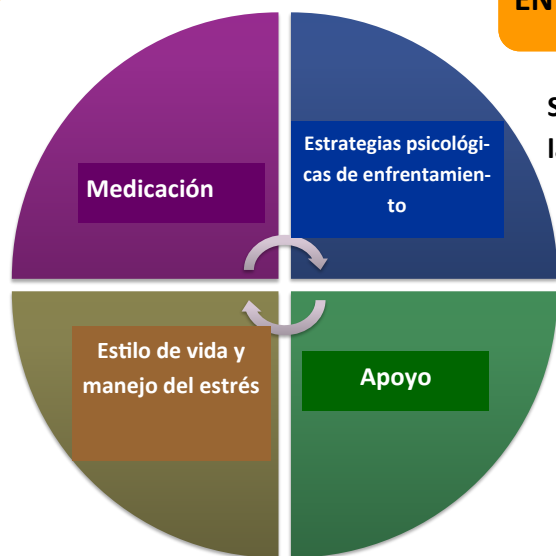 EN
S
l
Medicación
Estrategias psicológi-
cas de enfrentamien-
to
Estilo de vida y
manejo del estrés
Apoyo